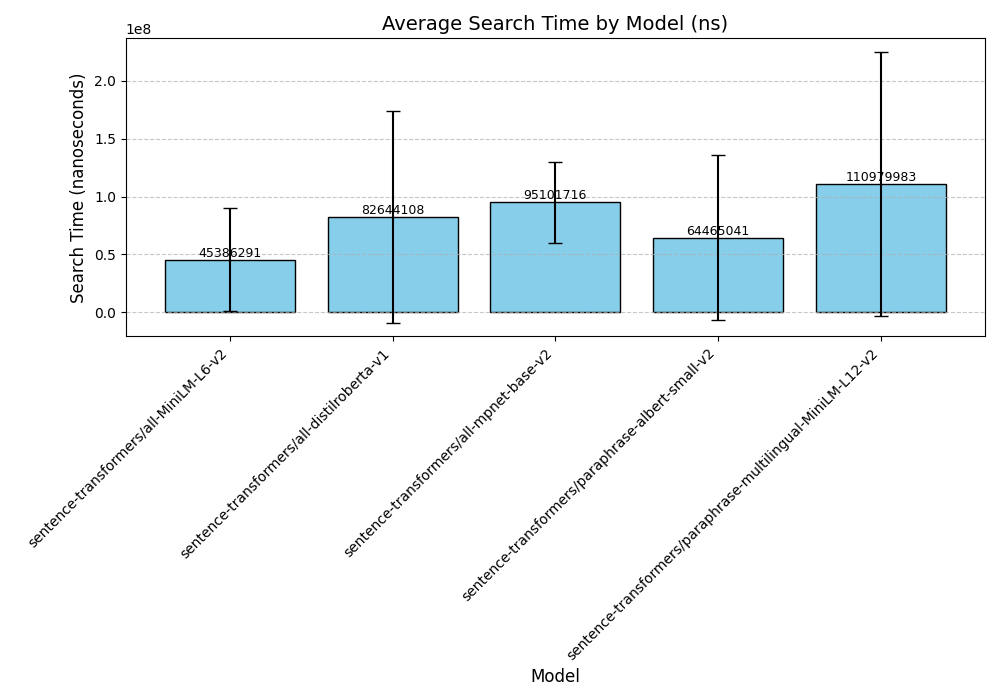 Average Search Time by Model (ns)
1e8
Search Time (nanoseconds)
2.0
1.5
1.0
0.5
0.0
45386291
82644108
95101716
64465041
110979983
sentence-transformers/all-MiniLM-L6-v2
sentence-transformers/all-distilroberta-v1
sentence-transformers/all-mpnet-base-v2
sentence-transformers/paraphrase-albert-small-v2
sentence-transformers/paraphrase-multilingual-MiniLM-L12-v2
Model